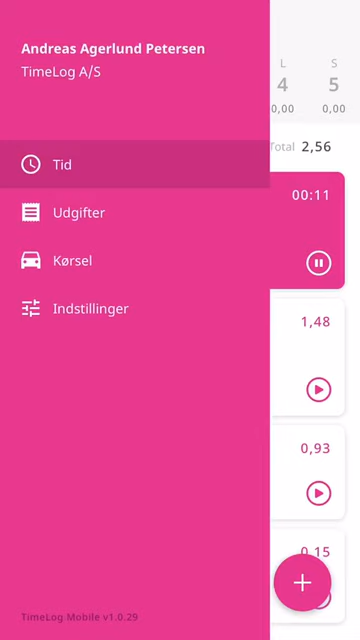 Andreas Agerlund Petersen
TimeLog A/S
Tid
Udgifter
Kørsel
Indstillinger
TimeLog Mobile v1.0.29
L S
4 5
0,00 0,00
Total 2,56
00:11
1,48
0,93
0,15